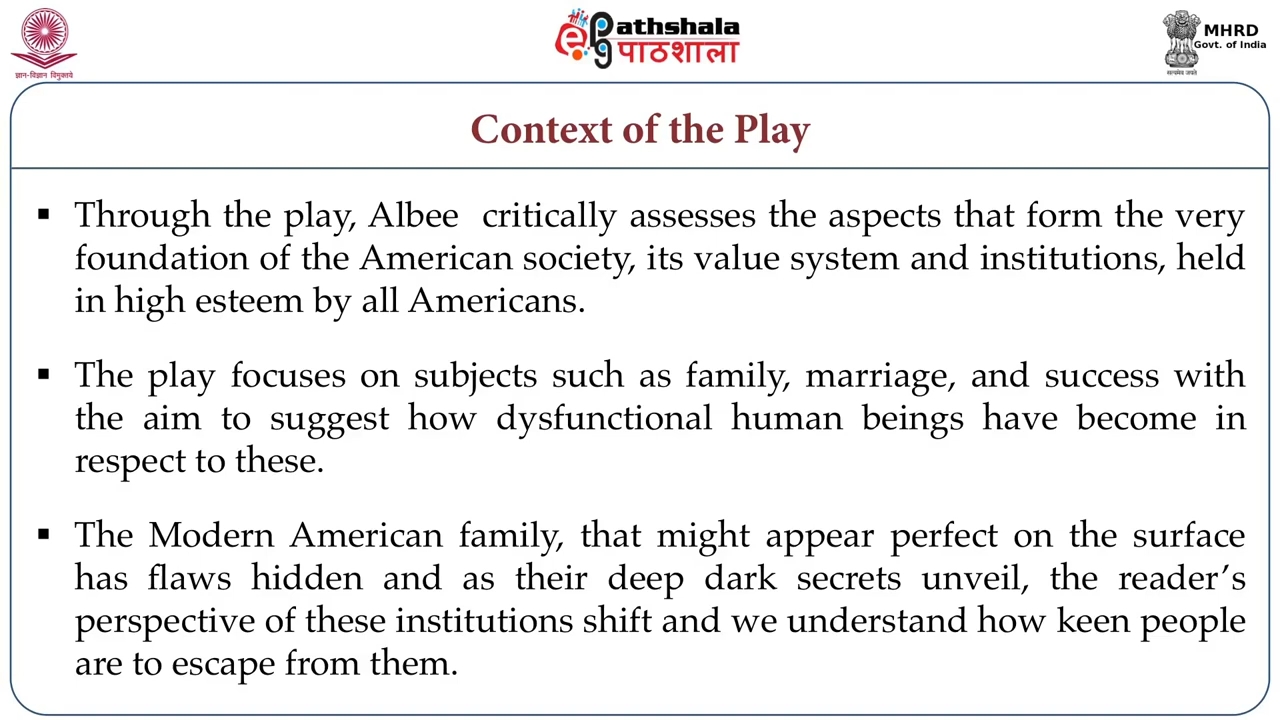 ज्ञान-विज्ञान विमुक्तये
ePathshala
pg पाठशाला
MHRD
Govt. of India
सत्यमेव जयते
Context of the Play
▪ Through the play, Albee critically assesses the aspects that form the very
foundation of the American society, its value system and institutions, held
in high esteem by all Americans.
▪ The play focuses on subjects such as family, marriage, and success with
the aim to suggest how dysfunctional human beings have become in
respect to these.
▪ The Modern American family, that might appear perfect on the surface
has flaws hidden and as their deep dark secrets unveil, the reader’s
perspective of these institutions shift and we understand how keen people
are to escape from them.